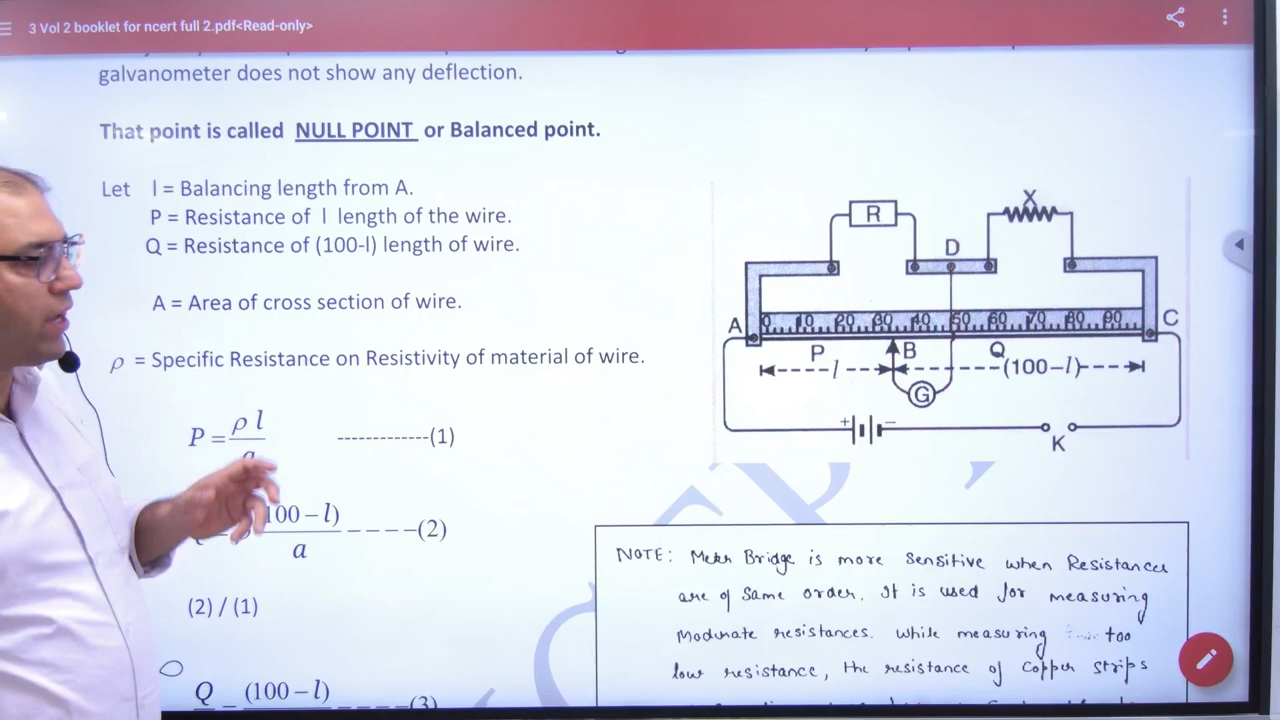 3 Vol 2 booklet for ncert full 2.pdf<Read-only>
galvanometer does not show any deflection.
That point is called NULL POINT or Balanced point.
Let l = Balancing length from A.
P = Resistance of l length of the wire.
Q = Resistance of (100-l) length of wire.
A = Area of cross section of wire.
ρ = Specific Resistance on Resistivity of material of wire.
P = ρ l / a -------------(1)
100 – l) / a – – – –(2)
(2) / (1)
Q (100 – l) – – – –(3)
R
X
D
A 0 10 20 30 40 50 60 70 80 90 C
P B Q
l (100–l)
G
+ –
K
NOTE: Meter Bridge is more sensitive when Resistances
are of same order. It is used for measuring
Moderate resistances. While measuring too
low resistance, the resistance of copper strips